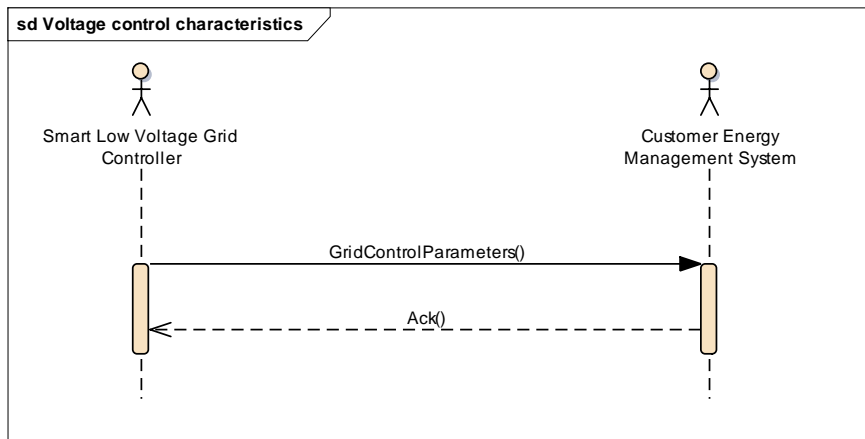 sd Voltage control characteristics
Smart Low Voltage Grid
Controller
Customer Energy
Management System
GridControlParameters()
Ack()